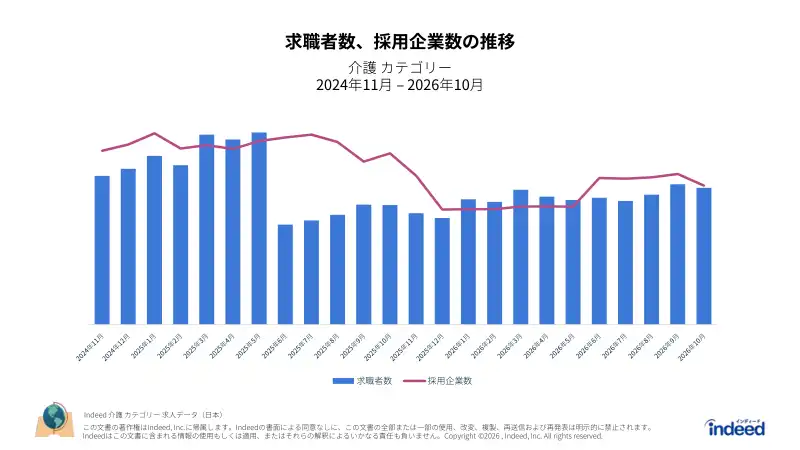 求職者数、採用企業数の推移
介護 カテゴリー
2024年11月 – 2026年10月
2024年11月
2024年12月
2025年1月
2025年2月
2025年3月
2025年4月
2025年5月
2025年6月
2025年7月
2025年8月
2025年9月
2025年10月
2025年11月
2025年12月
2026年1月
2026年2月
2026年3月
2026年4月
2026年5月
2026年6月
2026年7月
2026年8月
2026年9月
2026年10月
求職者数 採用企業数
Indeed 介護 カテゴリー 求人データ（日本）
この文書の著作権はIndeed, Inc.に帰属します。Indeedの書面による同意なしに、この文書の全部または一部の使用、改変、複製、再送信および再発表は明示的に禁止されます。
Indeedはこの文書に含まれる情報の使用もしくは適用、またはそれらの解釈によるいかなる責任も負いません。Copyright ©2026 , Indeed, Inc. All rights reserved.
インディード
indeed